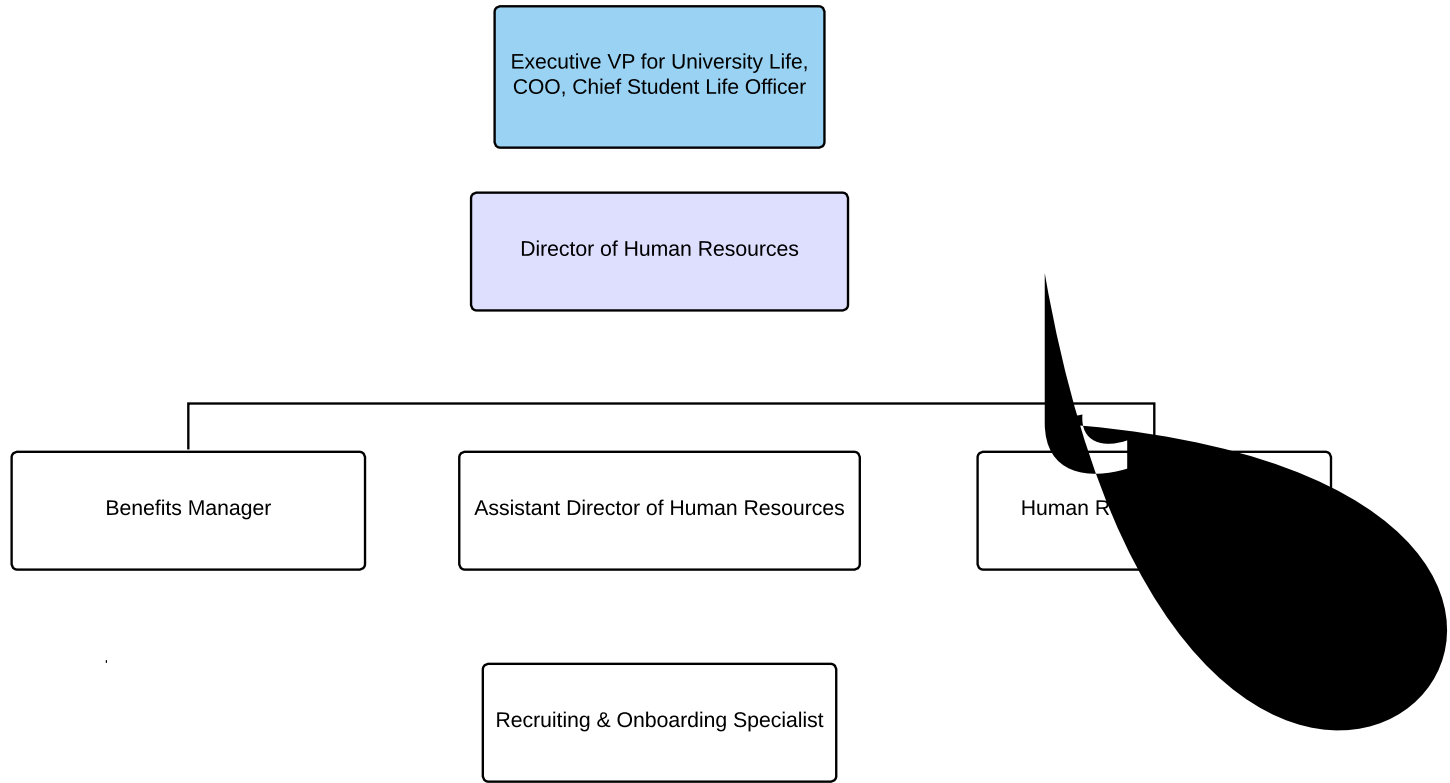 Executive VP for University Life,
COO, Chief Student Life Officer
Director of Human Resources
Benefits Manager
Assistant Director of Human Resources
Human
Recruiting & Onboarding Specialist